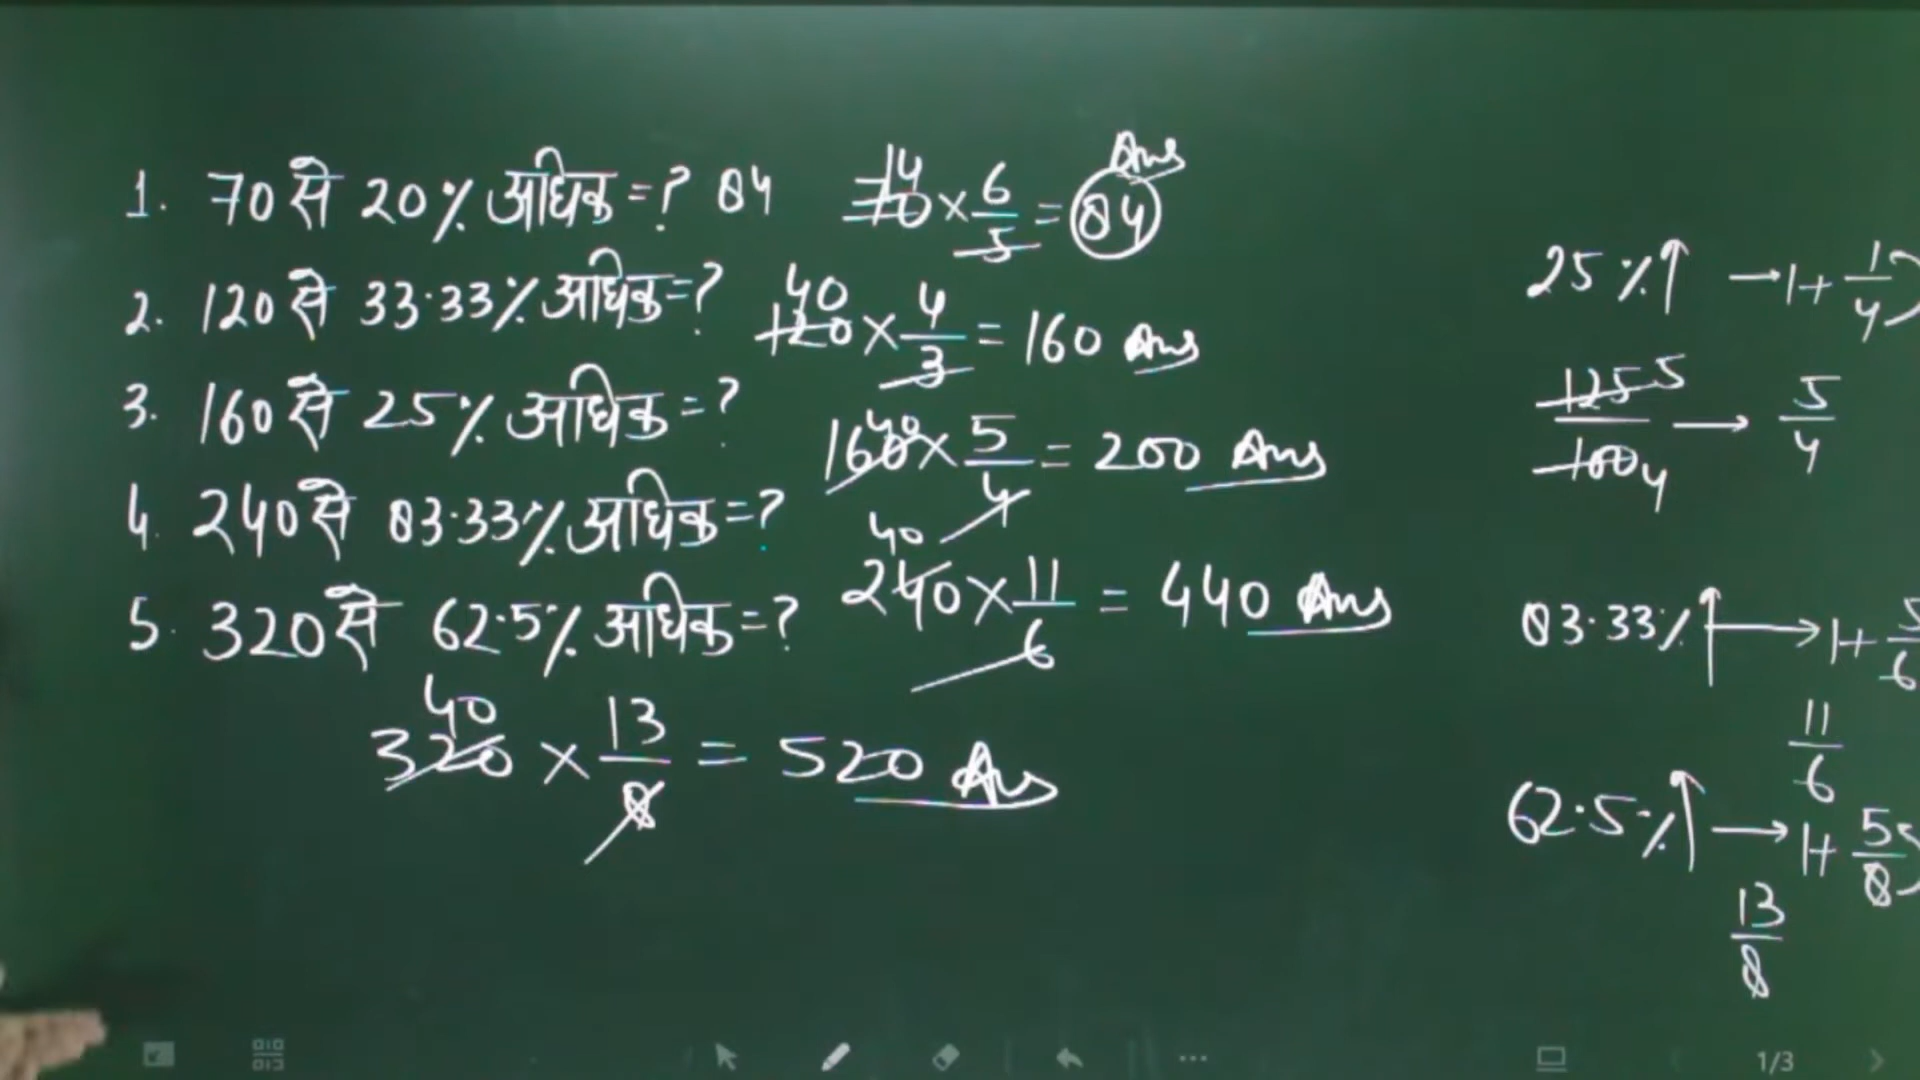 1. 70 से 20% अधिक = ? 84
14
70 × 6/5 = 84 Ans
2. 120 से 33.33% अधिक = ?
40
120 × 4/3 = 160 Ans
3. 160 से 25% अधिक = ?
40
160 × 5/4 = 200 Ans
4. 240 से 83.33% अधिक = ?
40
240 × 11/6 = 440 Ans
5. 320 से 62.5% अधिक = ?
40
320 × 13/8 = 520 Ans
25%↑ → 1+ 1/4
125 5
100 4
→ 5/4
83.33%↑ → 1+ 5/6
11/6
62.5%↑ → 1+ 5/8
13/8
1/3